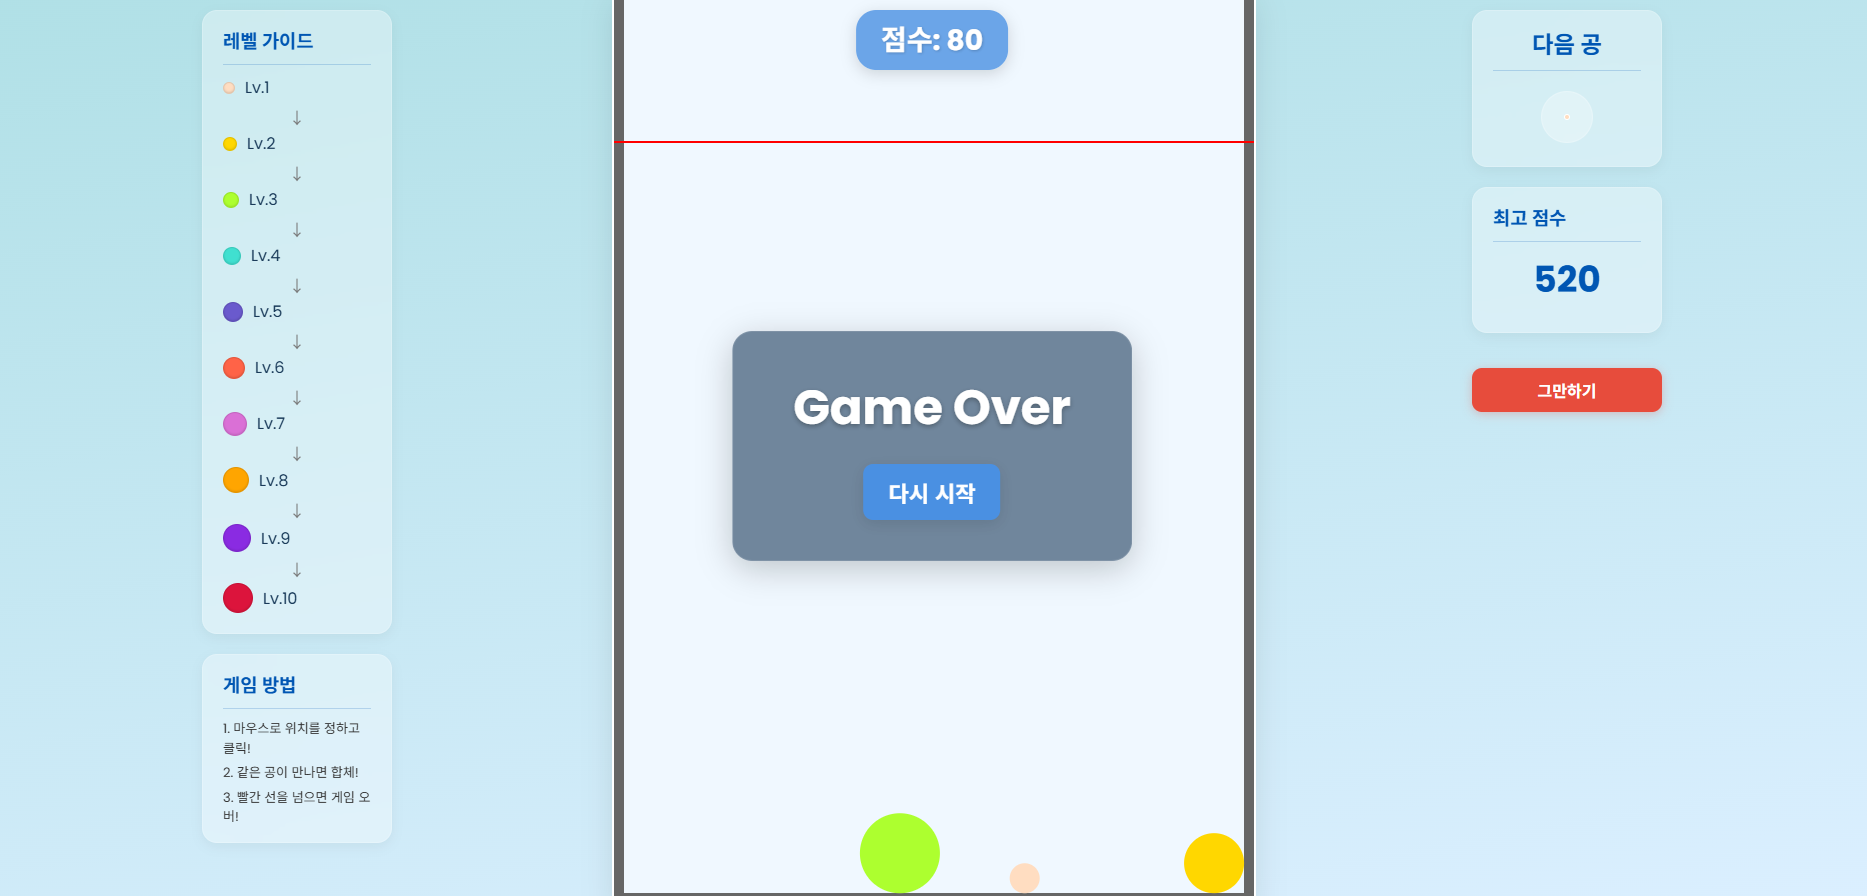 레벨 가이드
Lv.1
↓
Lv.2
↓
Lv.3
↓
Lv.4
↓
Lv.5
↓
Lv.6
↓
Lv.7
↓
Lv.8
↓
Lv.9
↓
Lv.10
게임 방법
1. 마우스로 위치를 정하고
클릭!
2. 같은 공이 만나면 합체!
3. 빨간 선을 넘으면 게임 오
버!
점수: 80
Game Over
다시 시작
다음 공
최고 점수
520
그만하기